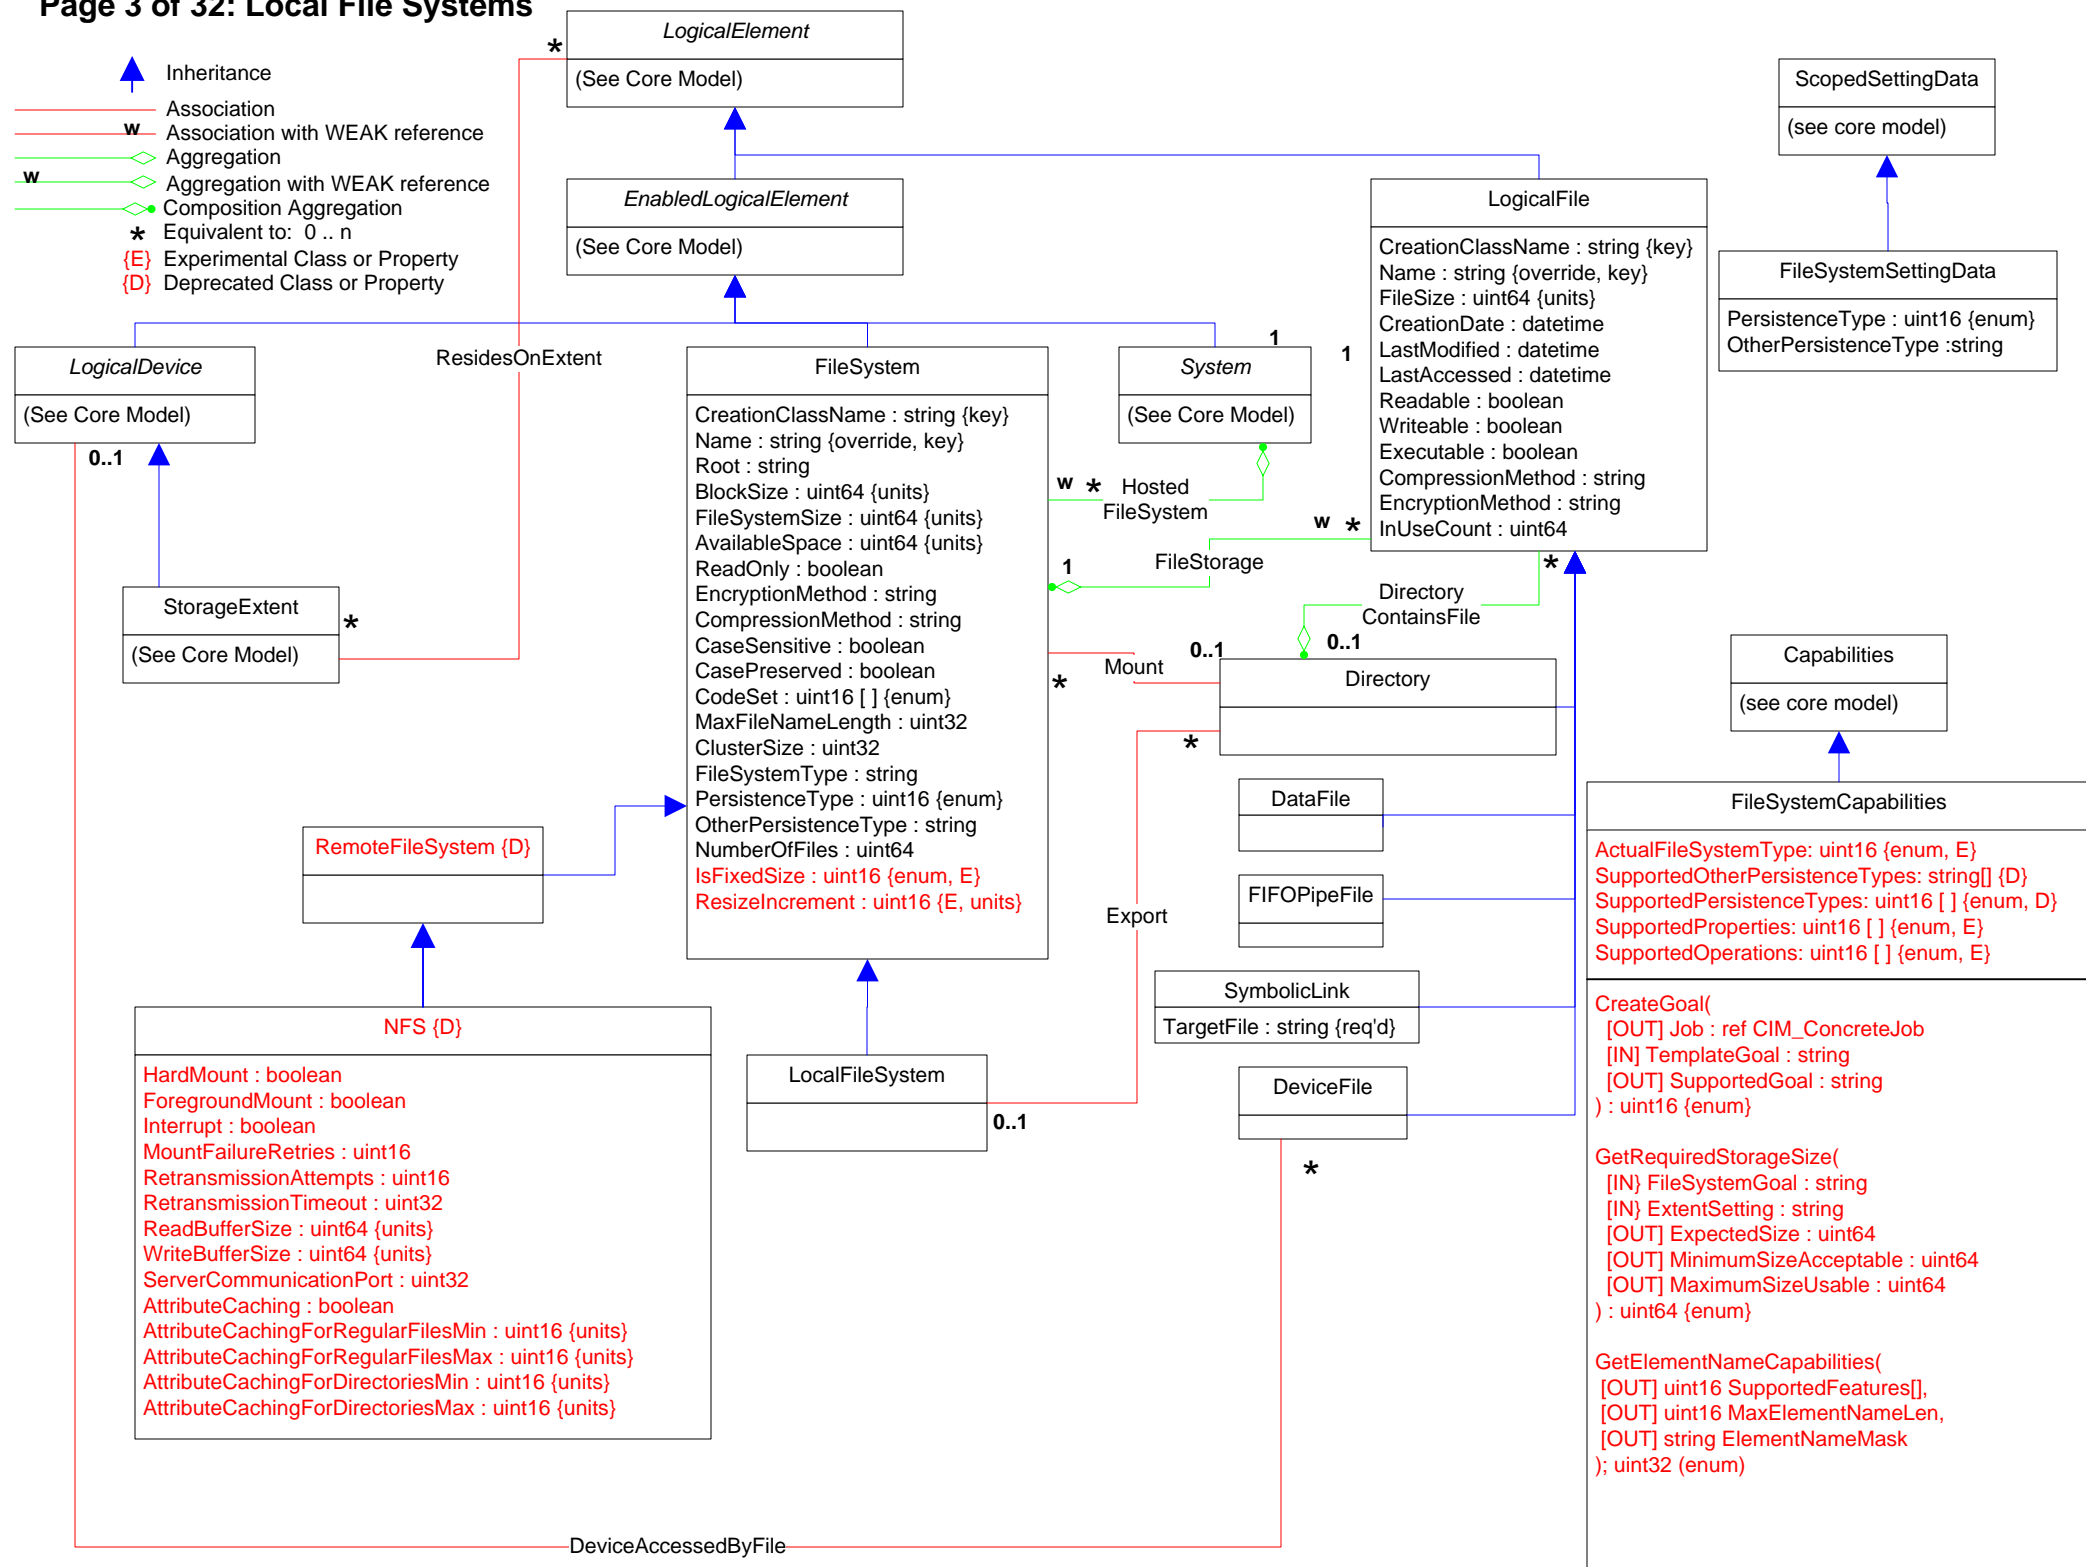 Page 3 of 32: Local File Systems
Inheritance
Association
w Association with WEAK reference
Aggregation
w Aggregation with WEAK reference
Composition Aggregation
* Equivalent to: 0 .. n
{E} Experimental Class or Property
{D} Deprecated Class or Property
*
LogicalElement
(See Core Model)
EnabledLogicalElement
(See Core Model)
LogicalFile
CreationClassName : string {key}
Name : string {override, key}
FileSize : uint64 {units}
CreationDate : datetime
LastModified : datetime
LastAccessed : datetime
Readable : boolean
Writeable : boolean
Executable : boolean
CompressionMethod : string
EncryptionMethod : string
InUseCount : uint64
ScopedSettingData
(see core model)
FileSystemSettingData
PersistenceType : uint16 {enum}
OtherPersistenceType :string
LogicalDevice
(See Core Model)
0..1
ResidesOnExtent
StorageExtent
(See Core Model)
*
FileSystem
CreationClassName : string {key}
Name : string {override, key}
Root : string
BlockSize : uint64 {units}
FileSystemSize : uint64 {units}
AvailableSpace : uint64 {units}
ReadOnly : boolean
EncryptionMethod : string
CompressionMethod : string
CaseSensitive : boolean
CasePreserved : boolean
CodeSet : uint16 [ ] {enum}
MaxFileNameLength : uint32
ClusterSize : uint32
FileSystemType : string
PersistenceType : uint16 {enum}
OtherPersistenceType : string
NumberOfFiles : uint64
IsFixedSize : uint16 {enum, E}
ResizeIncrement : uint16 {E, units}
1
1
System
(See Core Model)
w *
Hosted
FileSystem
w *
FileStorage
1
*
Directory
ContainsFile
0..1
0..1
Mount
*
Directory
*
Export
DataFile
FIFOPipeFile
SymbolicLink
TargetFile : string {req'd}
DeviceFile
*
RemoteFileSystem {D}
NFS {D}
HardMount : boolean
ForegroundMount : boolean
Interrupt : boolean
MountFailureRetries : uint16
RetransmissionAttempts : uint16
RetransmissionTimeout : uint32
ReadBufferSize : uint64 {units}
WriteBufferSize : uint64 {units}
ServerCommunicationPort : uint32
AttributeCaching : boolean
AttributeCachingForRegularFilesMin : uint16 {units}
AttributeCachingForRegularFilesMax : uint16 {units}
AttributeCachingForDirectoriesMin : uint16 {units}
AttributeCachingForDirectoriesMax : uint16 {units}
LocalFileSystem
0..1
Capabilities
(see core model)
FileSystemCapabilities
ActualFileSystemType: uint16 {enum, E}
SupportedOtherPersistenceTypes: string[] {D}
SupportedPersistenceTypes: uint16 [ ] {enum, D}
SupportedProperties: uint16 [ ] {enum, E}
SupportedOperations: uint16 [ ] {enum, E}
CreateGoal(
[OUT] Job : ref CIM_ConcreteJob
[IN] TemplateGoal : string
[OUT] SupportedGoal : string
) : uint16 {enum}
GetRequiredStorageSize(
[IN} FileSystemGoal : string
[IN} ExtentSetting : string
[OUT] ExpectedSize : uint64
[OUT] MinimumSizeAcceptable : uint64
[OUT] MaximumSizeUsable : uint64
) : uint64 {enum}
GetElementNameCapabilities(
[OUT] uint16 SupportedFeatures[],
[OUT] uint16 MaxElementNameLen,
[OUT] string ElementNameMask
); uint32 (enum)
DeviceAccessedByFile